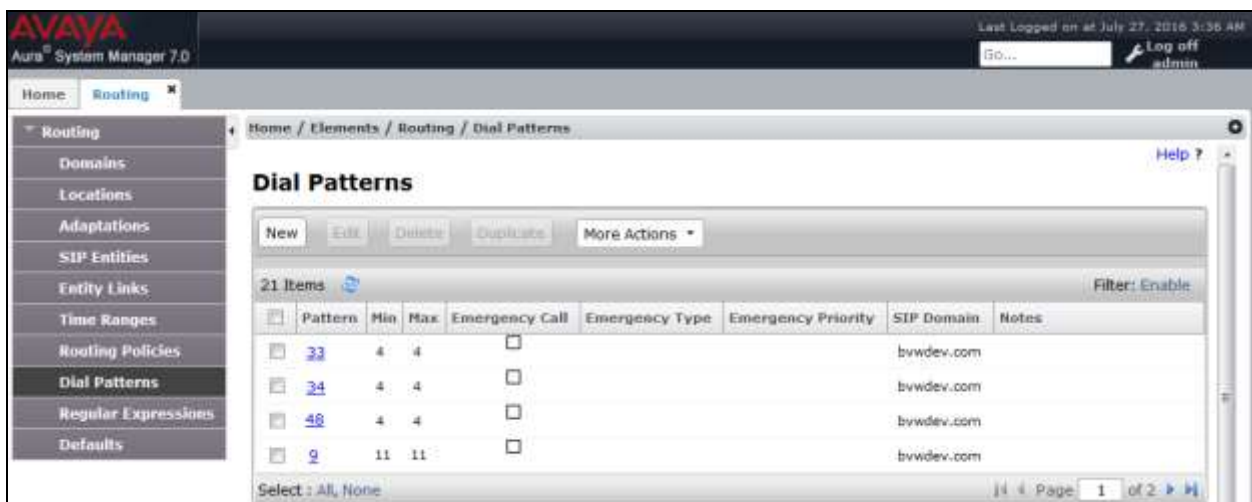 AVAYA
Last Logged on at July 27, 2016 3:36 AM
Aura® System Manager 7.0
Go...
Log off admin
Home
Routing ×
Routing
Home / Elements / Routing / Dial Patterns
Domains
Help ?
Locations
Dial Patterns
Adaptations
New Edit Delete Duplicate More Actions
SIP Entities
Entity Links
21 Items Filter: Enable
Time Ranges
Pattern Min Max Emergency Call Emergency Type Emergency Priority SIP Domain Notes
Routing Policies
33 4 4 bvwdev.com
Dial Patterns
34 4 4 bvwdev.com
Regular Expressions
48 4 4 bvwdev.com
Defaults
9 11 11 bvwdev.com
Select : All, None Page 1 of 2